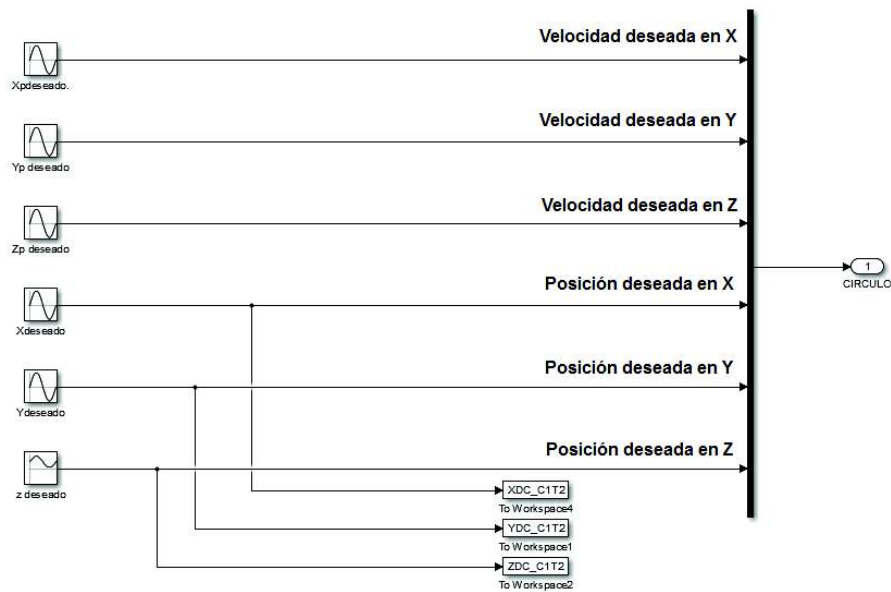 Velocidad deseada en X
Xpdeseado.
Velocidad deseada en Y
Yp deseado
Velocidad deseada en Z
Zp deseado
1
CIRCULO
Posición deseada en X
Xdeseado
Posición deseada en Y
Ydeseado
Posición deseada en Z
z deseado
XDC_C1T2
To Workspace4
YDC_C1T2
To Workspace1
ZDC_C1T2
To Workspace2